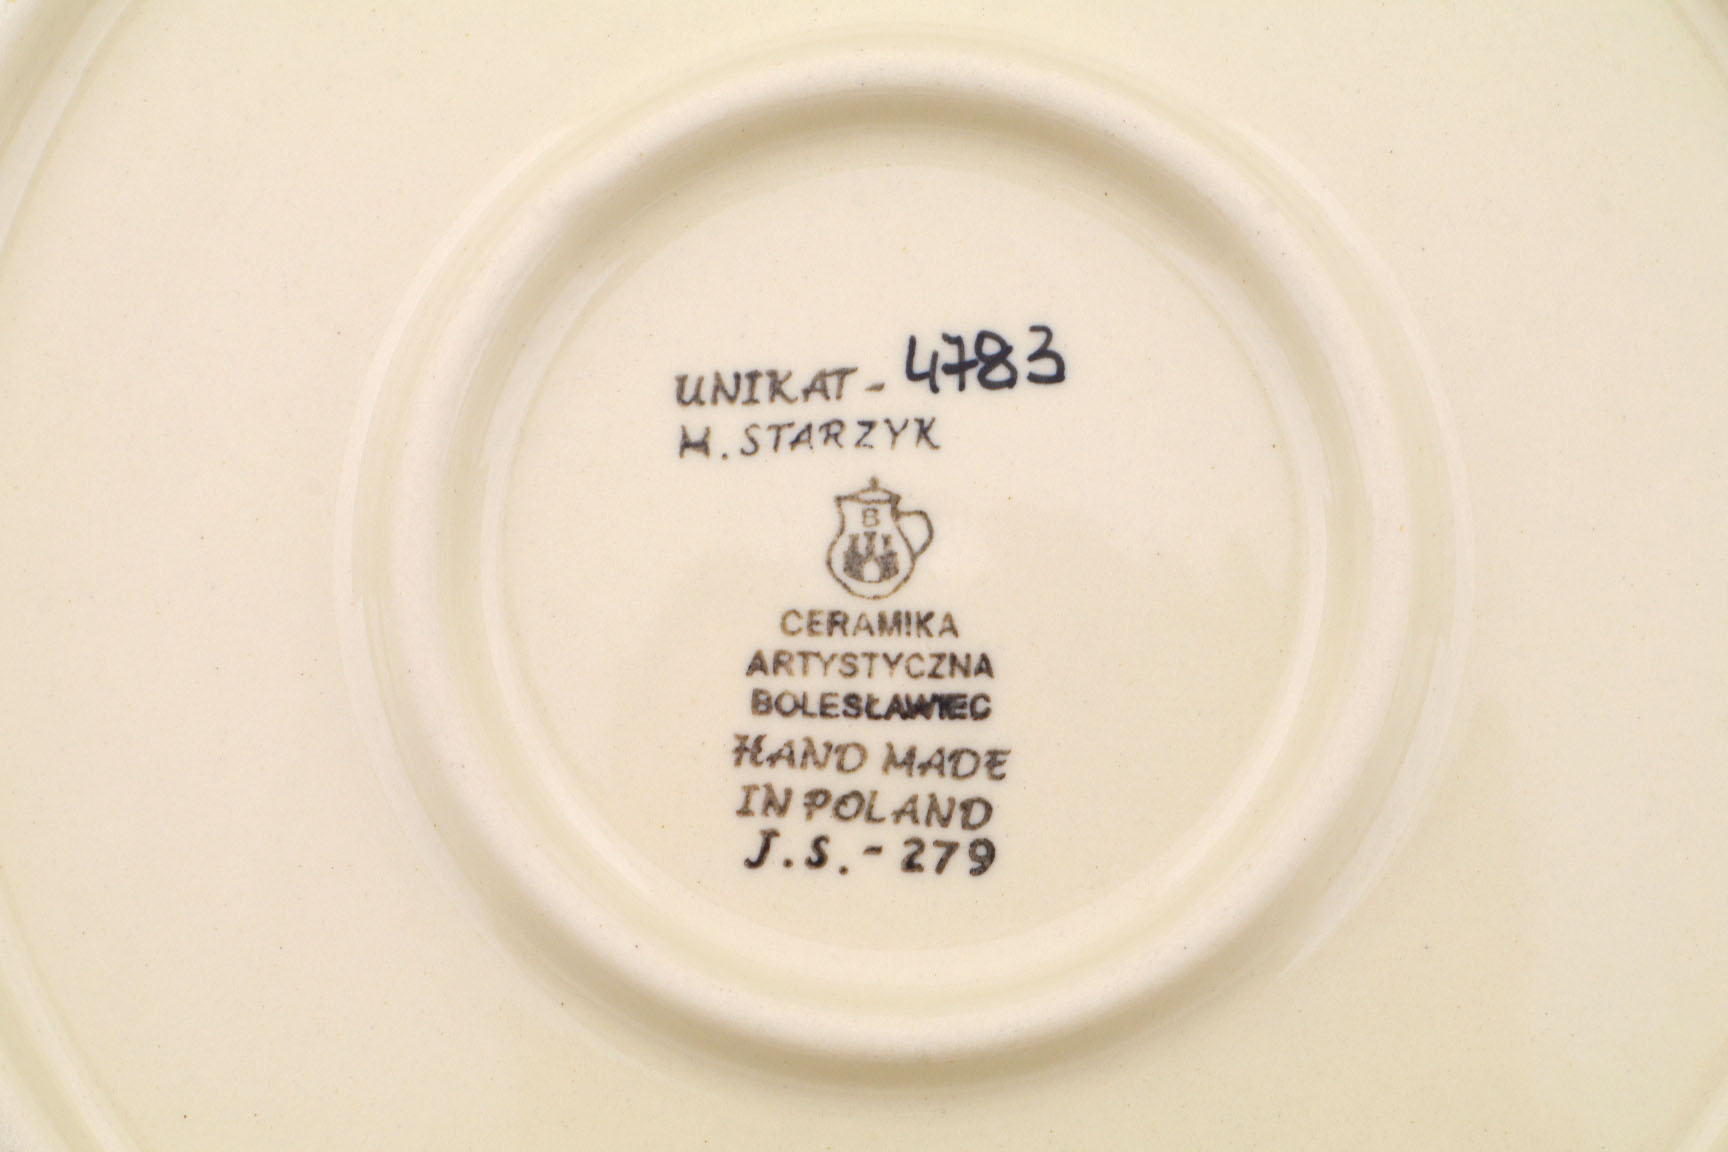 UNIKAT - 4783
M. STARZYK
B
CERAMIKA
ARTYSTYCZNA
BOLESŁAWIEC
HAND MADE
IN POLAND
J.S. - 279